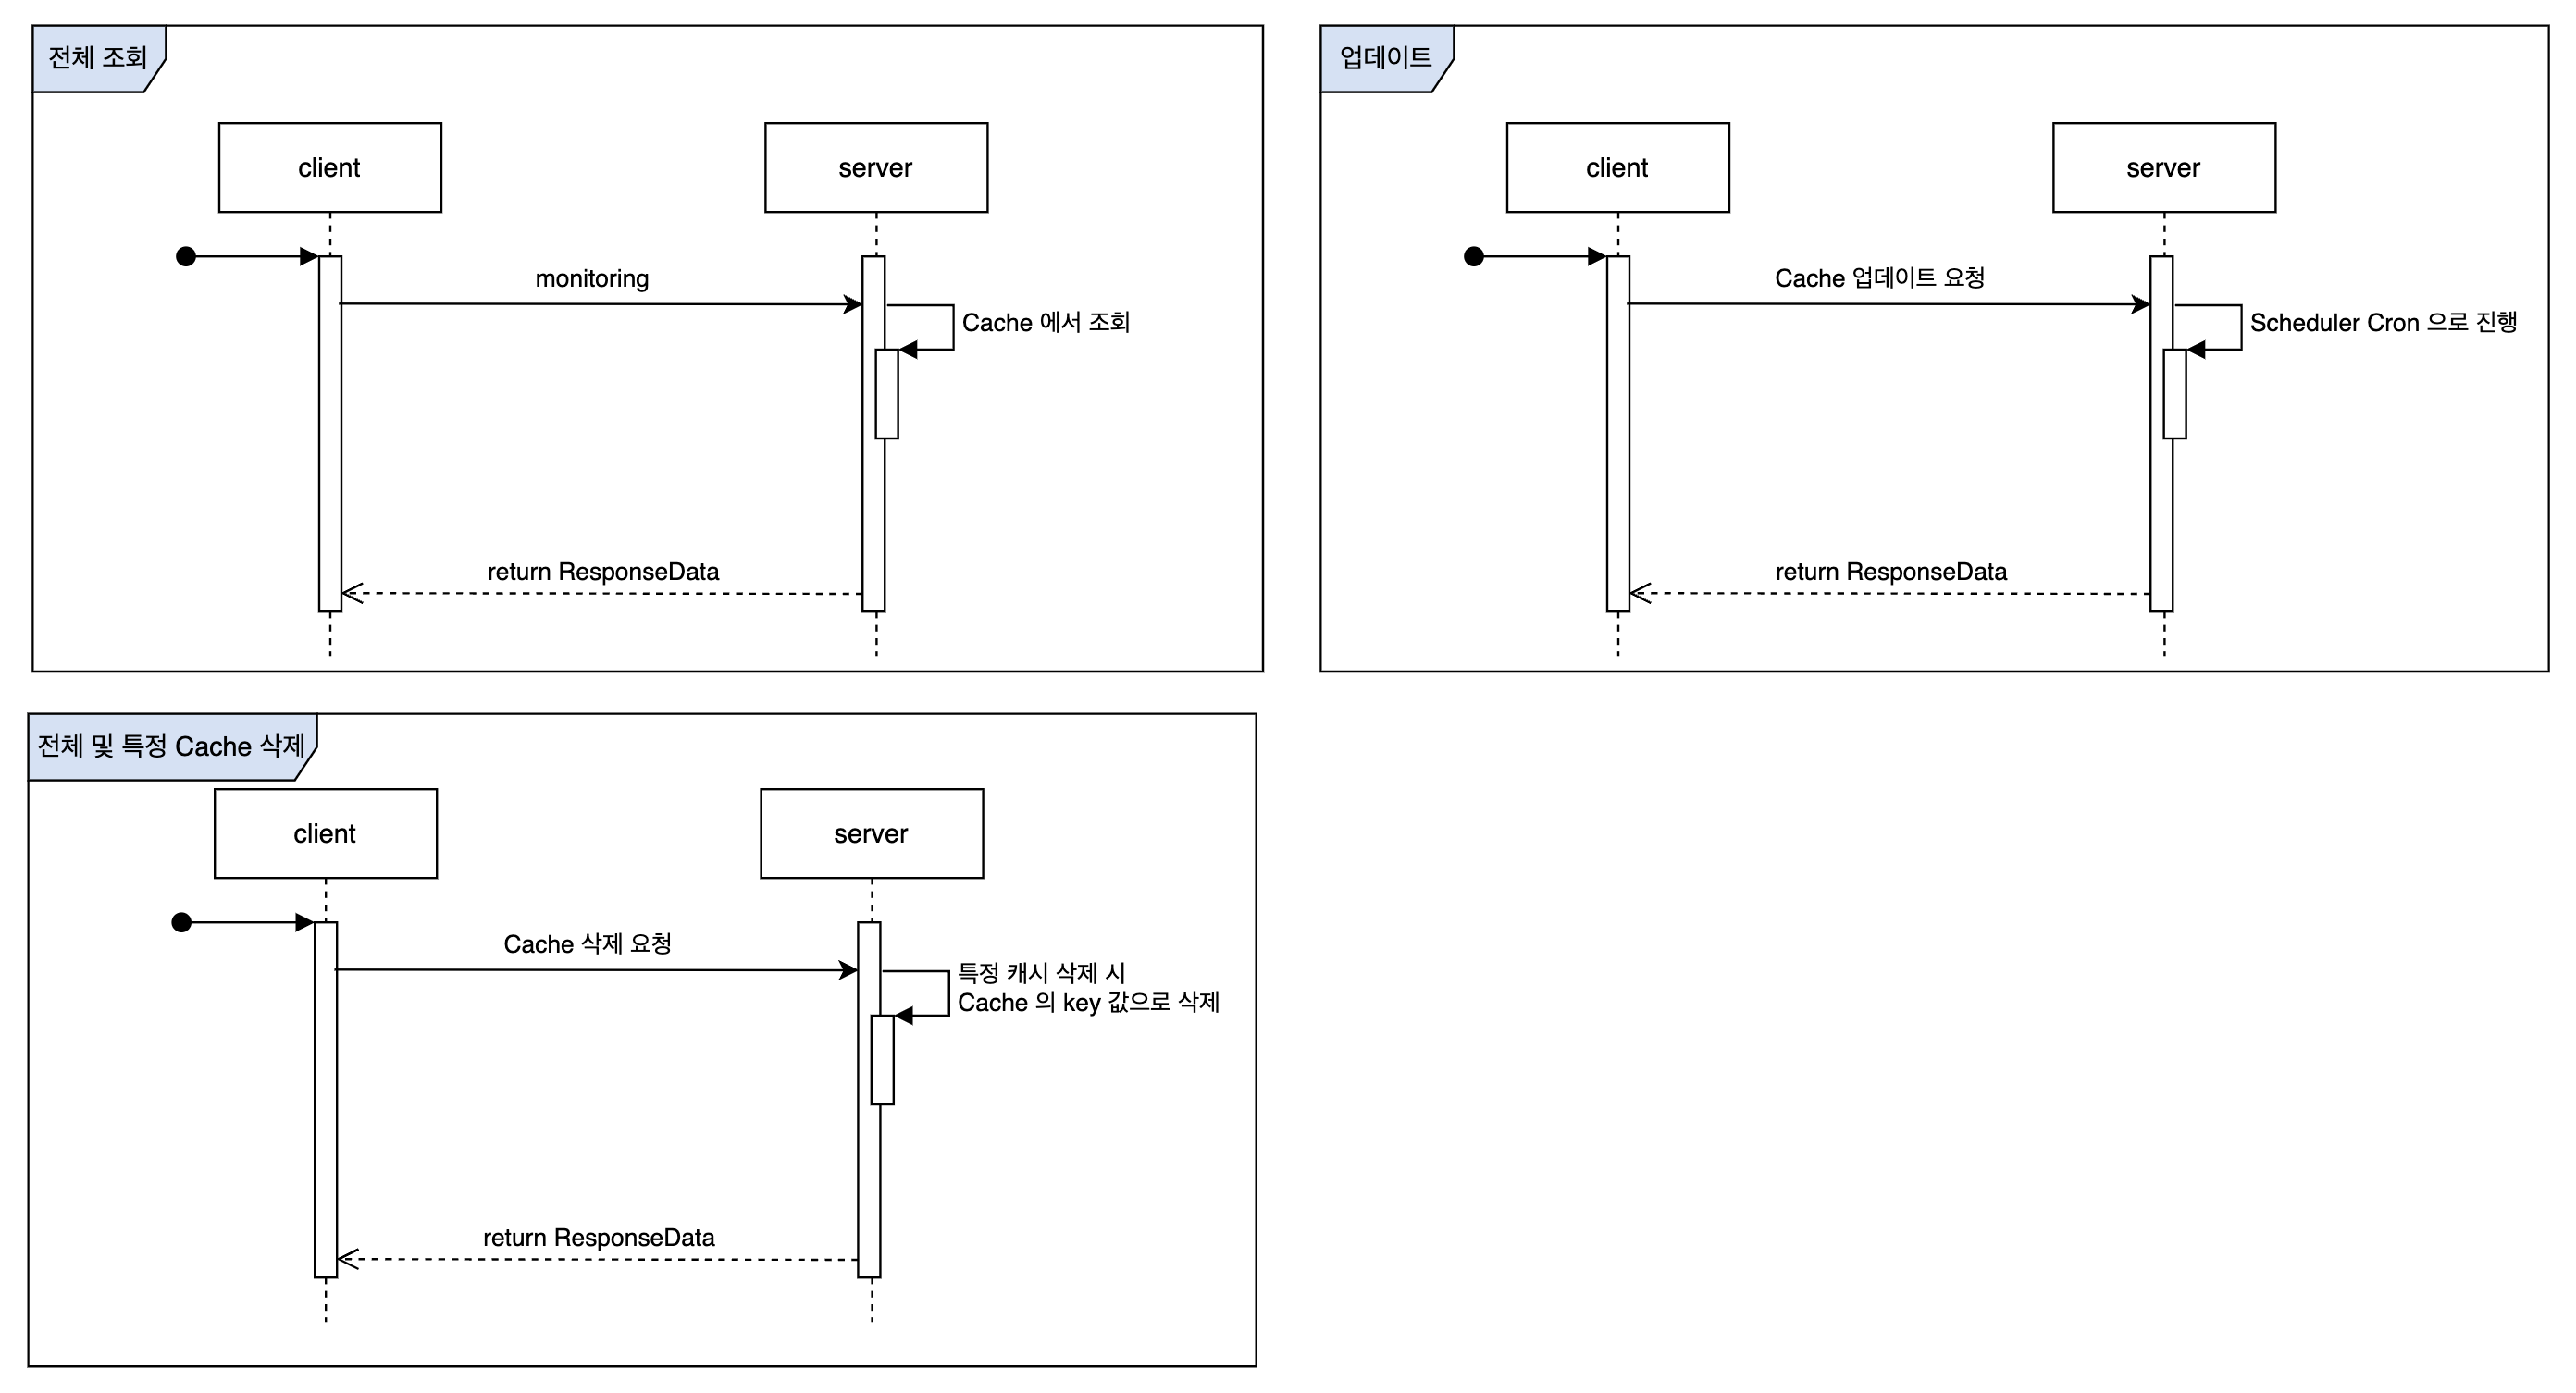 전체 조회
client
server
monitoring
Cache 에서 조회
return ResponseData
업데이트
client
server
Cache 업데이트 요청
Scheduler Cron 으로 진행
return ResponseData
전체 및 특정 Cache 삭제
client
server
Cache 삭제 요청
특정 캐시 삭제 시
Cache 의 key 값으로 삭제
return ResponseData